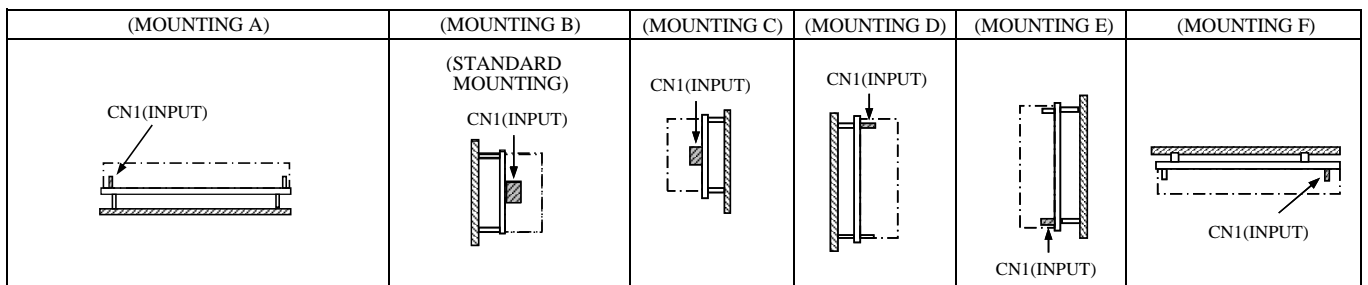 (MOUNTING A)
(MOUNTING B)
(MOUNTING C)
(MOUNTING D)
(MOUNTING E)
(MOUNTING F)
CN1(INPUT)
(STANDARD
MOUNTING)
CN1(INPUT)
CN1(INPUT)
CN1(INPUT)
CN1(INPUT)
CN1(INPUT)